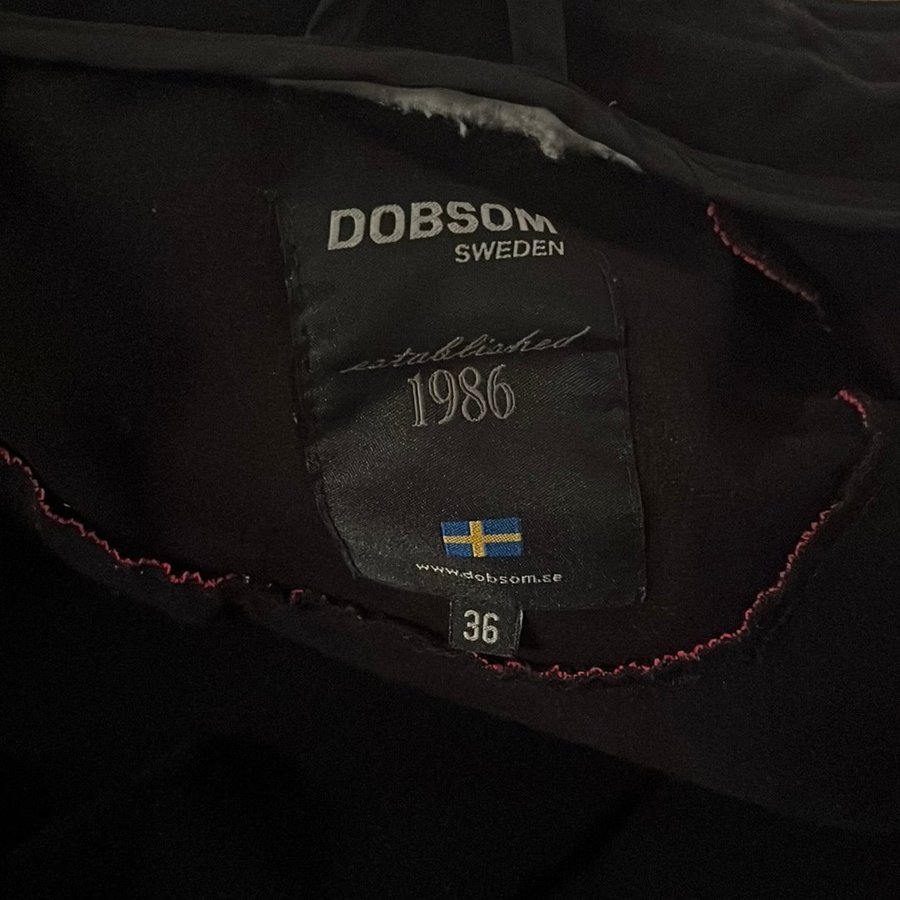 DOBSOM
SWEDEN
established
1986
www.dobsom.se
36